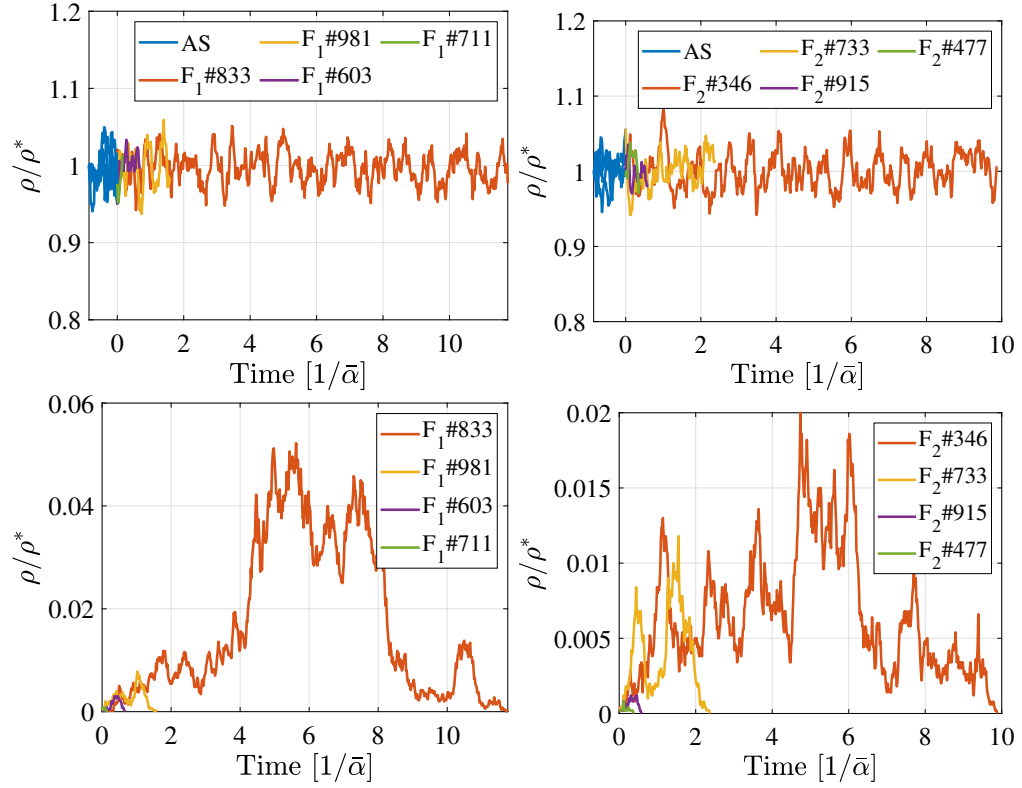 1.2
1.1
1
0.9
0.8
ρ/ρ*
AS
F₁#981
F₁#711
F₁#833
F₁#603
0 2 4 6 8 10
Time [1/ᾱ]
1.2
1.1
1
0.9
0.8
ρ/ρ*
AS
F₂#733
F₂#477
F₂#346
F₂#915
0 2 4 6 8 10
Time [1/ᾱ]
0.06
0.04
0.02
0
ρ/ρ*
F₁#833
F₁#981
F₁#603
F₁#711
0 2 4 6 8 10
Time [1/ᾱ]
0.02
0.015
0.01
0.005
0
ρ/ρ*
F₂#346
F₂#733
F₂#915
F₂#477
0 2 4 6 8 10
Time [1/ᾱ]